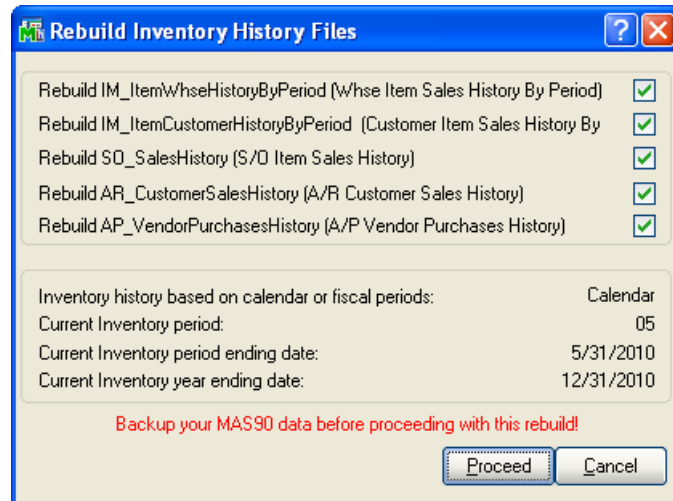 Rebuild Inventory History Files
Rebuild IM_ItemWhseHistoryByPeriod (Whse Item Sales History By Period)
Rebuild IM_ItemCustomerHistoryByPeriod (Customer Item Sales History By
Rebuild SO_SalesHistory (S/O Item Sales History)
Rebuild AR_CustomerSalesHistory (A/R Customer Sales History)
Rebuild AP_VendorPurchasesHistory (A/P Vendor Purchases History)
Inventory history based on calendar or fiscal periods: Calendar
Current Inventory period: 05
Current Inventory period ending date: 5/31/2010
Current Inventory year ending date: 12/31/2010
Backup your MAS90 data before proceeding with this rebuild!
Proceed Cancel